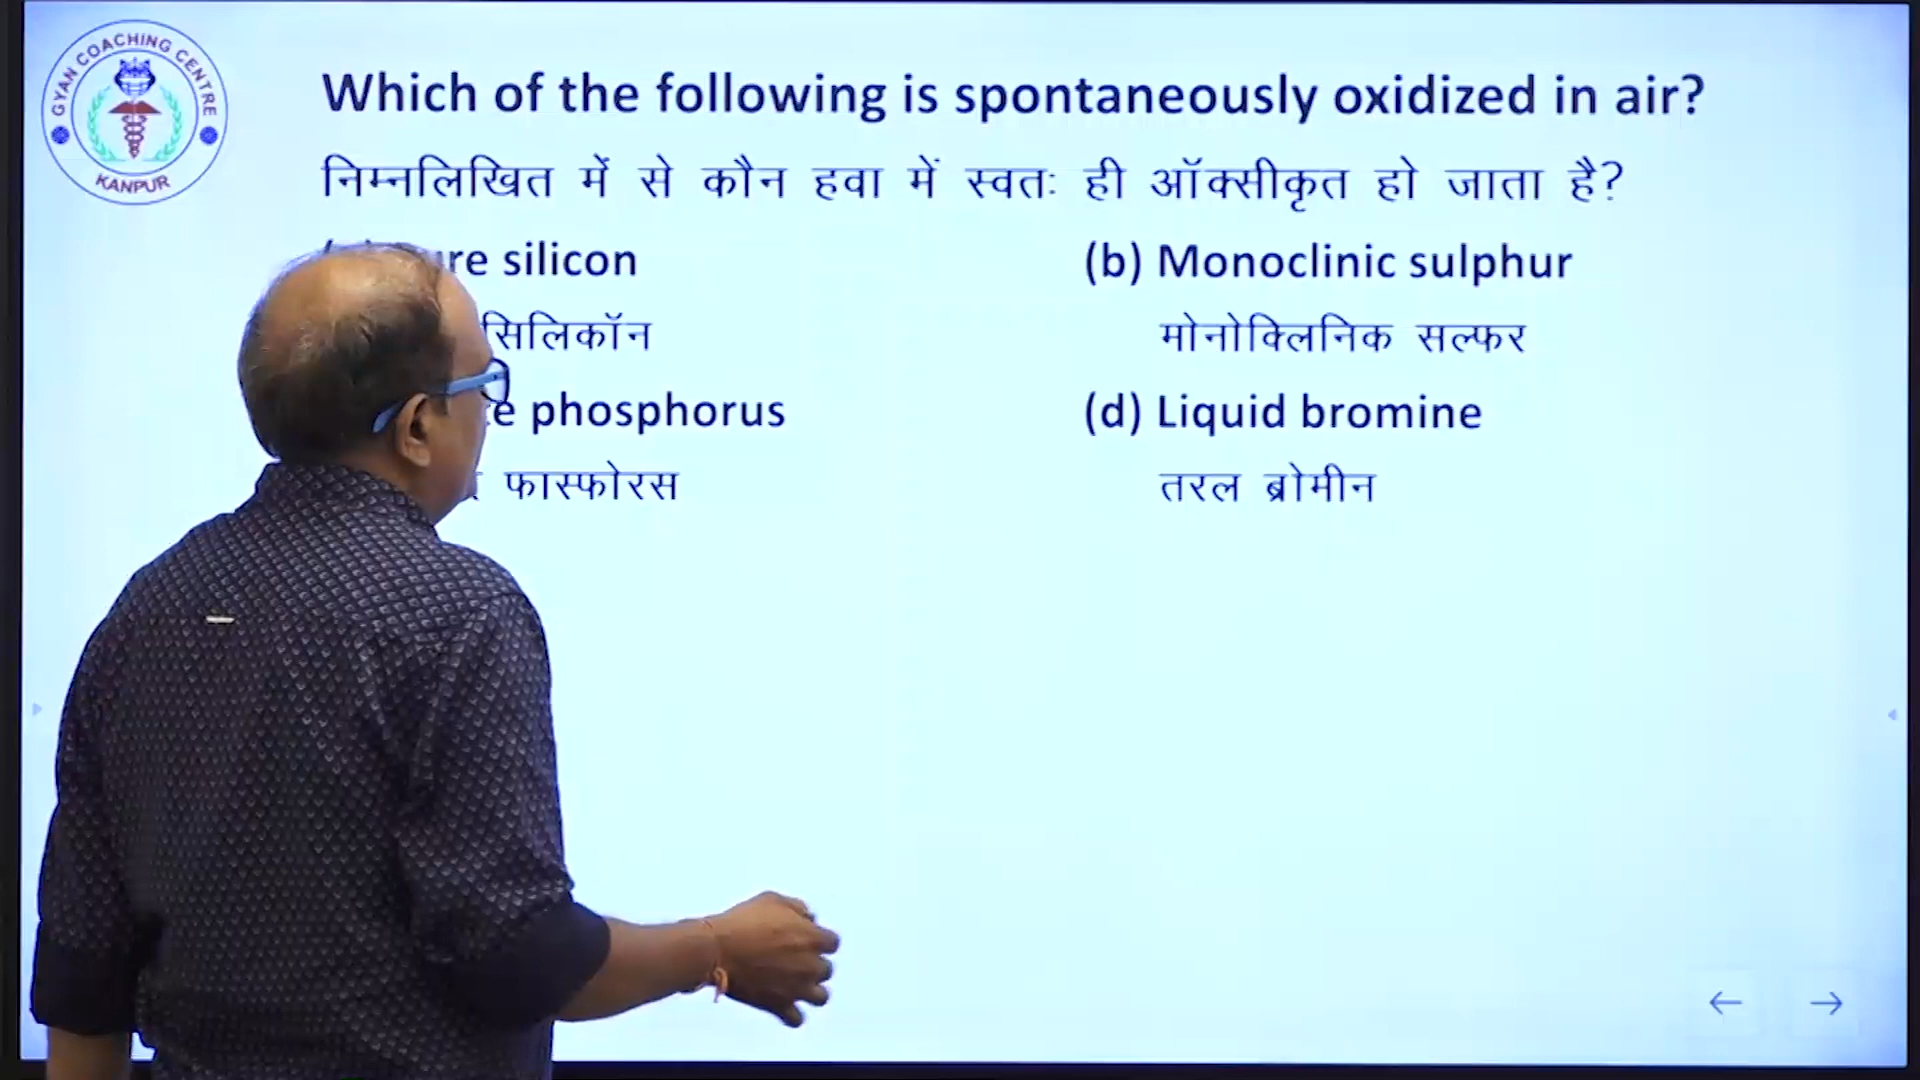 GYAN COACHING CENTRE
KANPUR
Which of the following is spontaneously oxidized in air?
निम्नलिखित में से कौन हवा में स्वतः ही ऑक्सीकृत हो जाता है?
silicon (b) Monoclinic sulphur
सिलिकॉन मोनोक्लिनिक सल्फर
phosphorus (d) Liquid bromine
फास्फोरस तरल ब्रोमीन